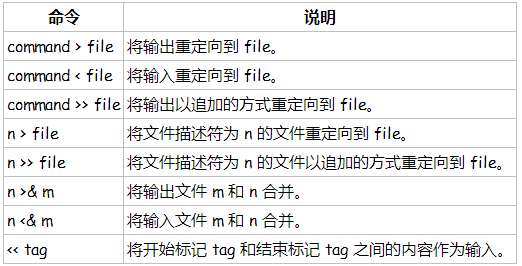 命令 说明
command > file 将输出重定向到 file。
command < file 将输入重定向到 file。
command >> file 将输出以追加的方式重定向到 file。
n > file 将文件描述符为 n 的文件重定向到 file。
n >> file 将文件描述符为 n 的文件以追加的方式重定向到 file。
n >& m 将输出文件 m 和 n 合并。
n <& m 将输入文件 m 和 n 合并。
<< tag 将开始标记 tag 和结束标记 tag 之间的内容作为输入。